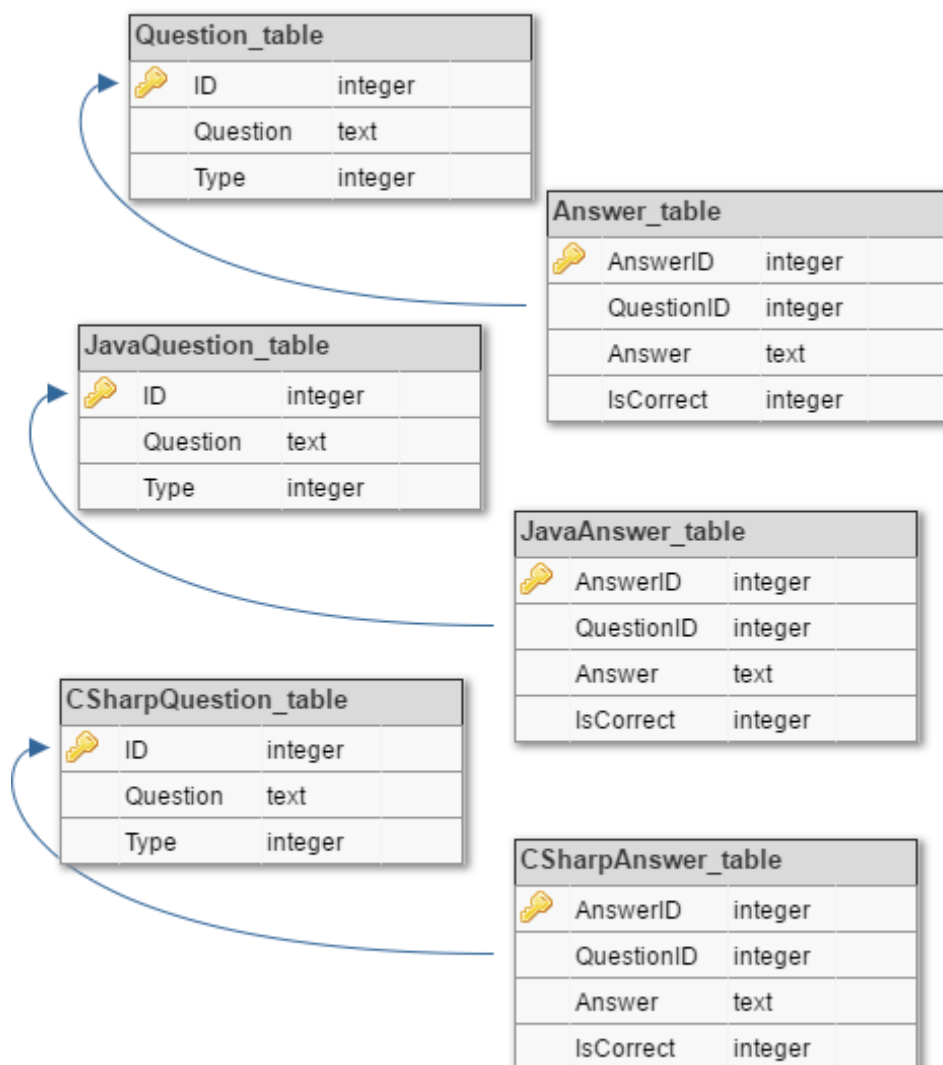 Question_table
ID integer
Question text
Type integer
Answer_table
AnswerID integer
QuestionID integer
Answer text
IsCorrect integer
JavaQuestion_table
ID integer
Question text
Type integer
JavaAnswer_table
AnswerID integer
QuestionID integer
Answer text
IsCorrect integer
CSharpQuestion_table
ID integer
Question text
Type integer
CSharpAnswer_table
AnswerID integer
QuestionID integer
Answer text
IsCorrect integer